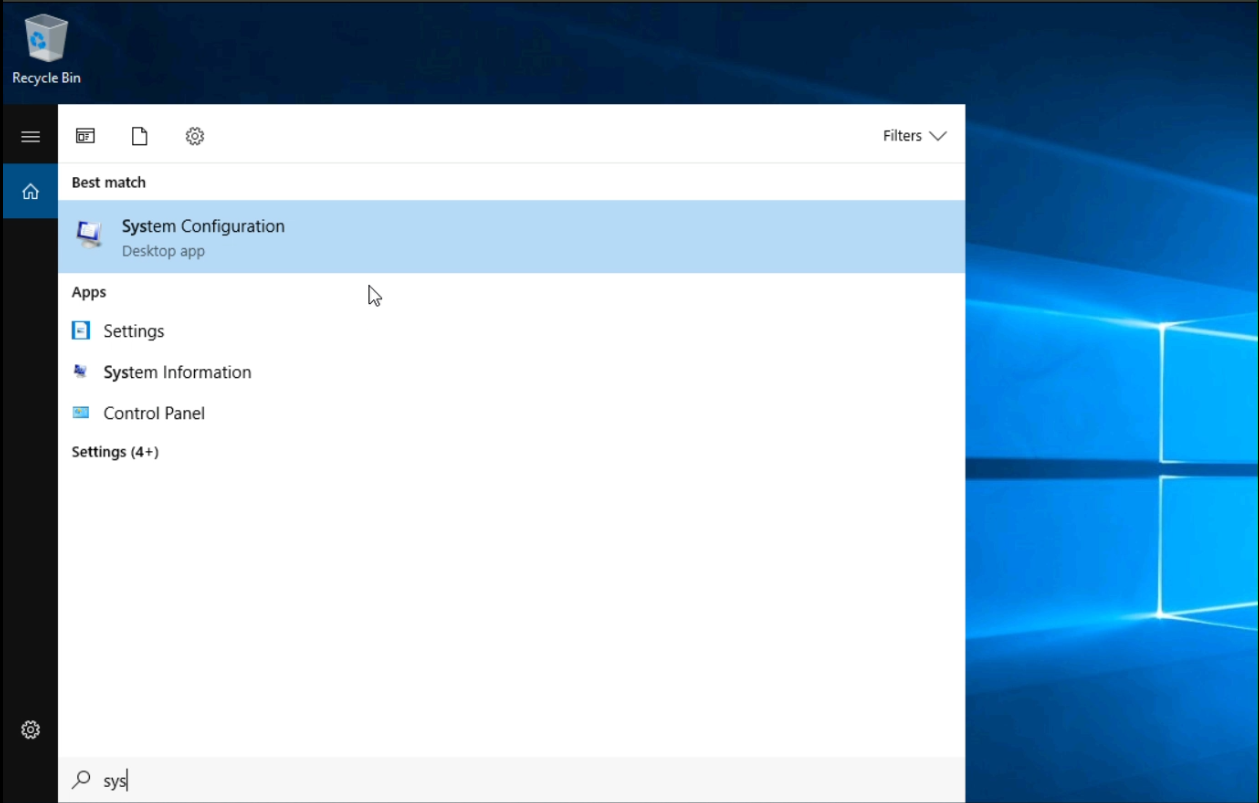 Recycle Bin
Filters
Best match
System Configuration
Desktop app
Apps
Settings
System Information
Control Panel
Settings (4+)
sys